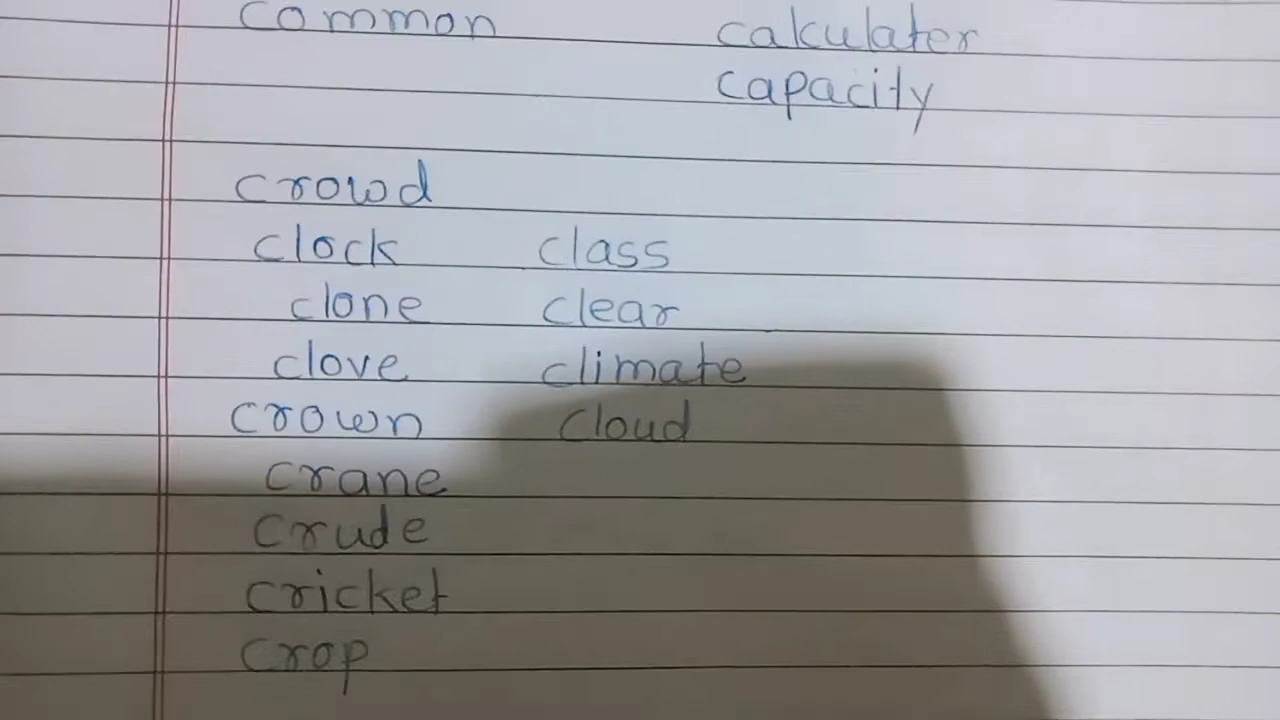 common calculater
capacity
crowd
clock class
clone clear
clove climate
crown cloud
crane
crude
cricket
crop